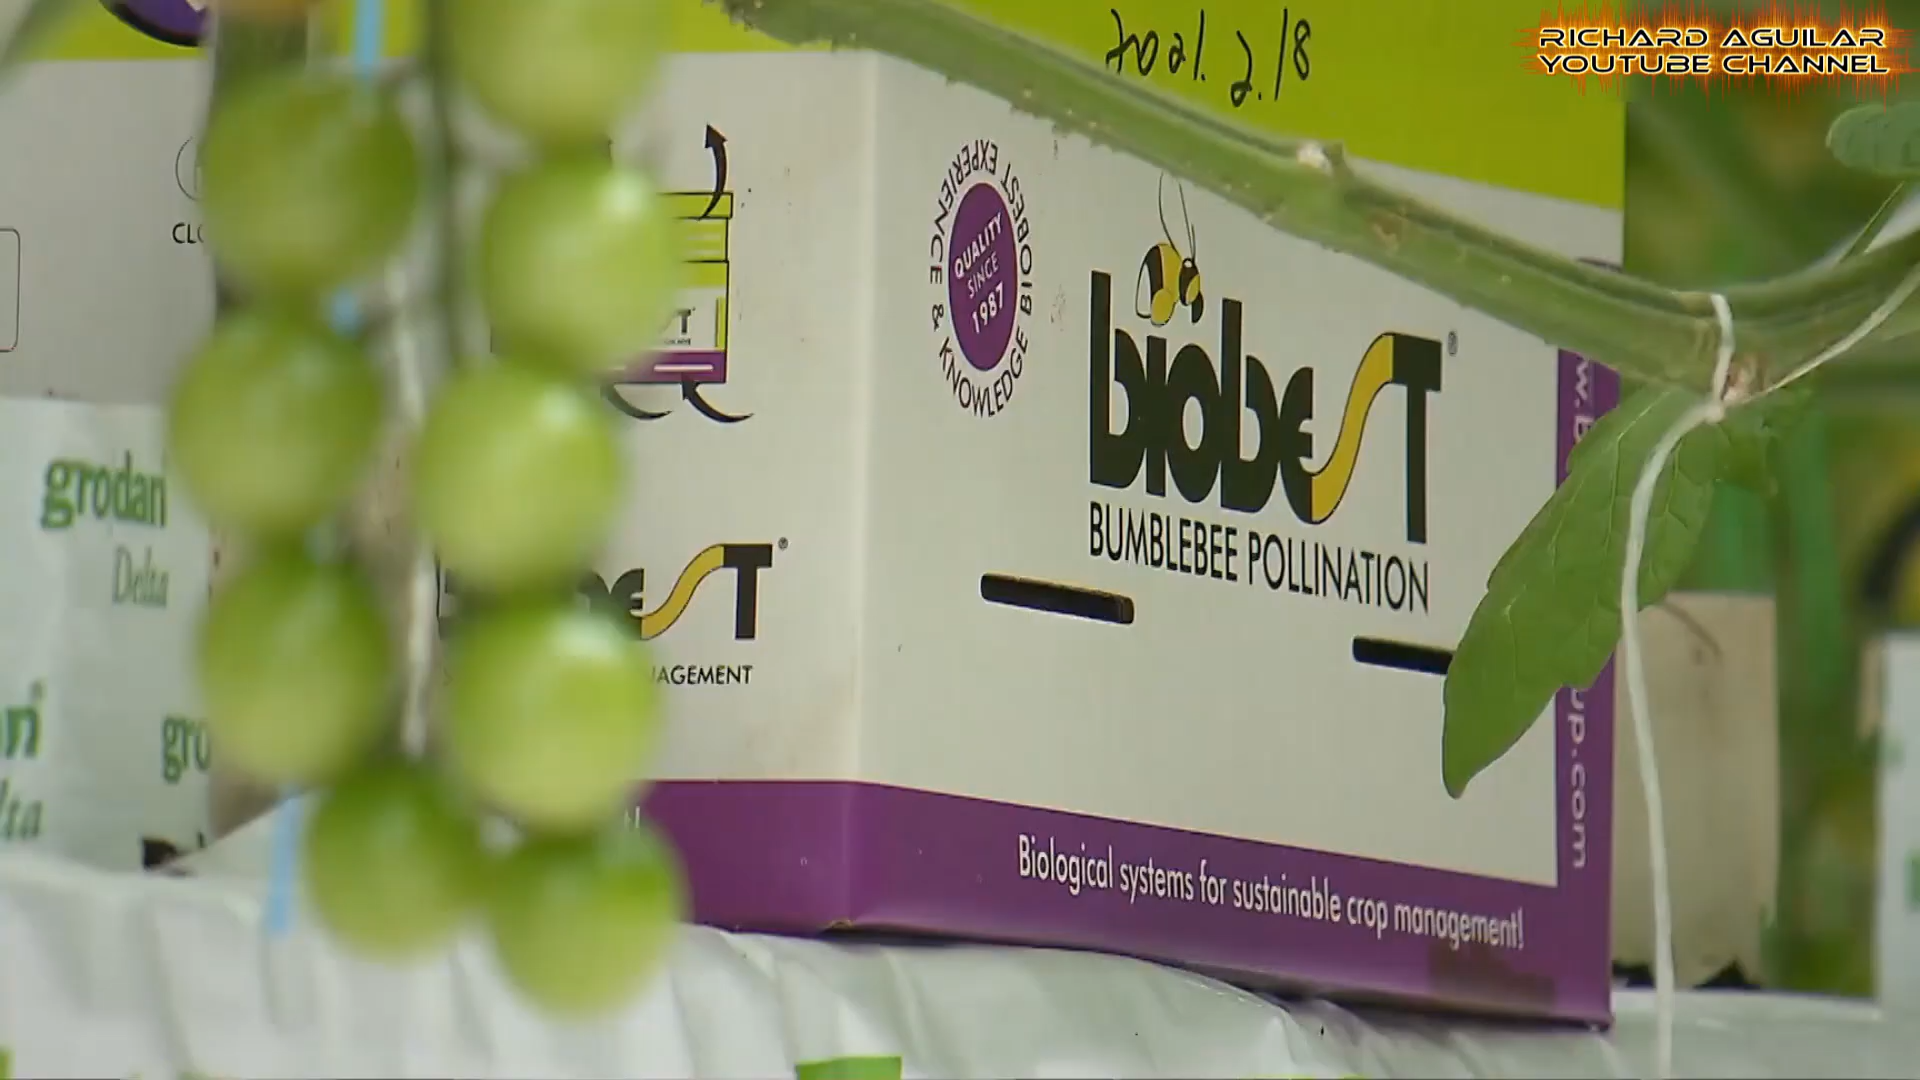 RICHARD AGUILAR
YOUTUBE CHANNEL
2021.2.18
BIOBEST EXPERIENCE & KNOWLEDGE
QUALITY
SINCE
1987
biobeST®
BUMBLEBEE POLLINATION
Biological systems for sustainable crop management!
grodan
Delta